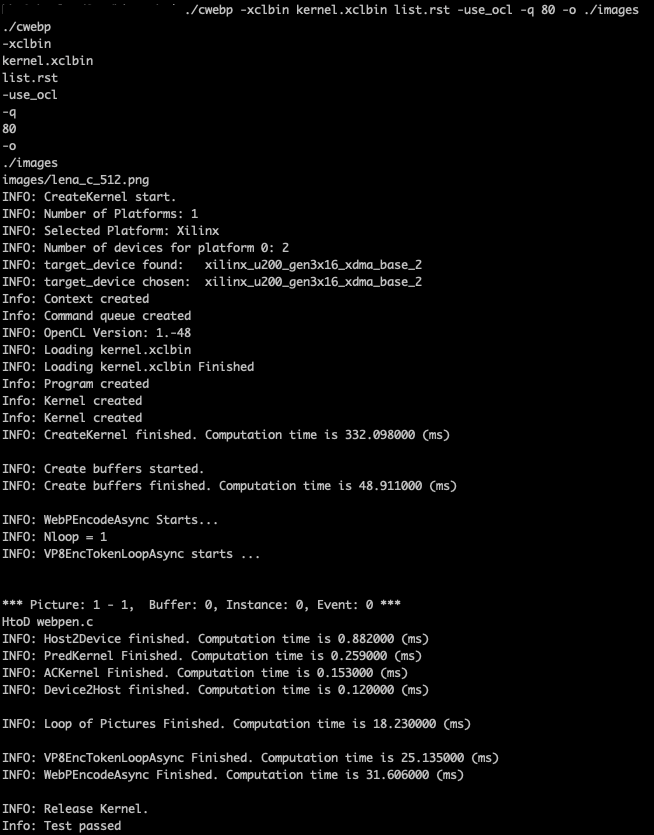 ./cwebp -xclbin kernel.xclbin list.rst -use_ocl -q 80 -o ./images
./cwebp
-xclbin
kernel.xclbin
list.rst
-use_ocl
-q
80
-o
./images
images/lena_c_512.png
INFO: CreateKernel start.
INFO: Number of Platforms: 1
INFO: Selected Platform: Xilinx
INFO: Number of devices for platform 0: 2
INFO: target_device found:   xilinx_u200_gen3x16_xdma_base_2
INFO: target_device chosen:  xilinx_u200_gen3x16_xdma_base_2
Info: Context created
Info: Command queue created
INFO: OpenCL Version: 1.-48
INFO: Loading kernel.xclbin
INFO: Loading kernel.xclbin Finished
Info: Program created
Info: Kernel created
Info: Kernel created
INFO: CreateKernel finished. Computation time is 332.098000 (ms)
INFO: Create buffers started.
INFO: Create buffers finished. Computation time is 48.911000 (ms)
INFO: WebPEncodeAsync Starts...
INFO: Nloop = 1
INFO: VP8EncTokenLoopAsync starts ...
*** Picture: 1 - 1,  Buffer: 0, Instance: 0, Event: 0 ***
HtoD webpen.c
INFO: Host2Device finished. Computation time is 0.882000 (ms)
INFO: PredKernel Finished. Computation time is 0.259000 (ms)
INFO: ACKernel Finished. Computation time is 0.153000 (ms)
INFO: Device2Host finished. Computation time is 0.120000 (ms)
INFO: Loop of Pictures Finished. Computation time is 18.230000 (ms)
INFO: VP8EncTokenLoopAsync Finished. Computation time is 25.135000 (ms)
INFO: WebPEncodeAsync Finished. Computation time is 31.606000 (ms)
INFO: Release Kernel.
Info: Test passed